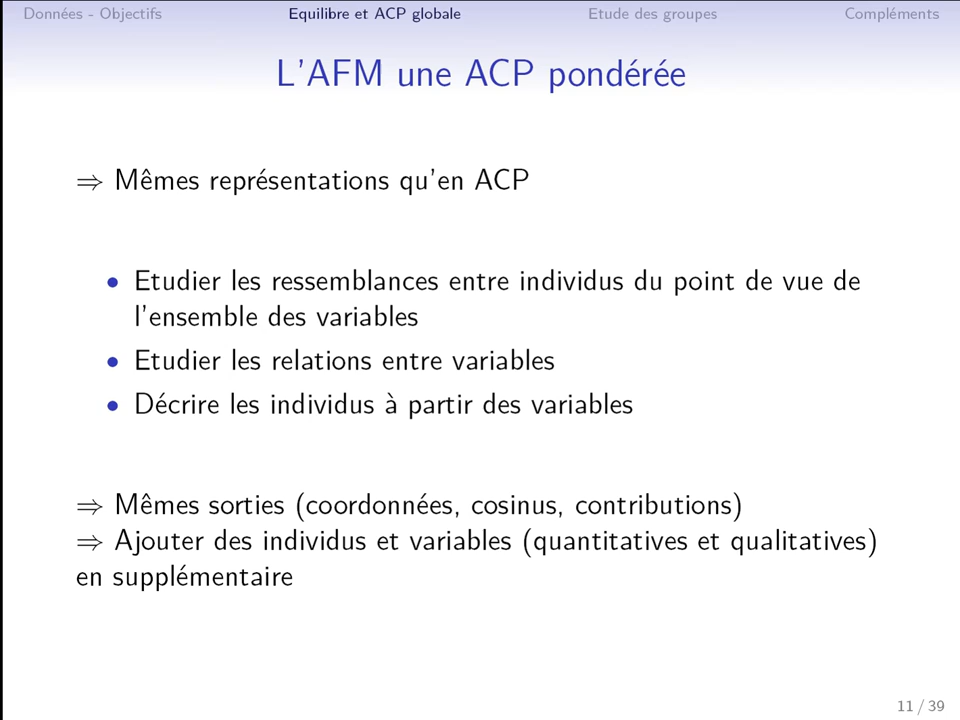 Données - Objectifs Equilibre et ACP globale Etude des groupes Compléments
L'AFM une ACP pondérée
⇒ Mêmes représentations qu'en ACP
• Etudier les ressemblances entre individus du point de vue de
l'ensemble des variables
• Etudier les relations entre variables
• Décrire les individus à partir des variables
⇒ Mêmes sorties (coordonnées, cosinus, contributions)
⇒ Ajouter des individus et variables (quantitatives et qualitatives)
en supplémentaire
11 / 39